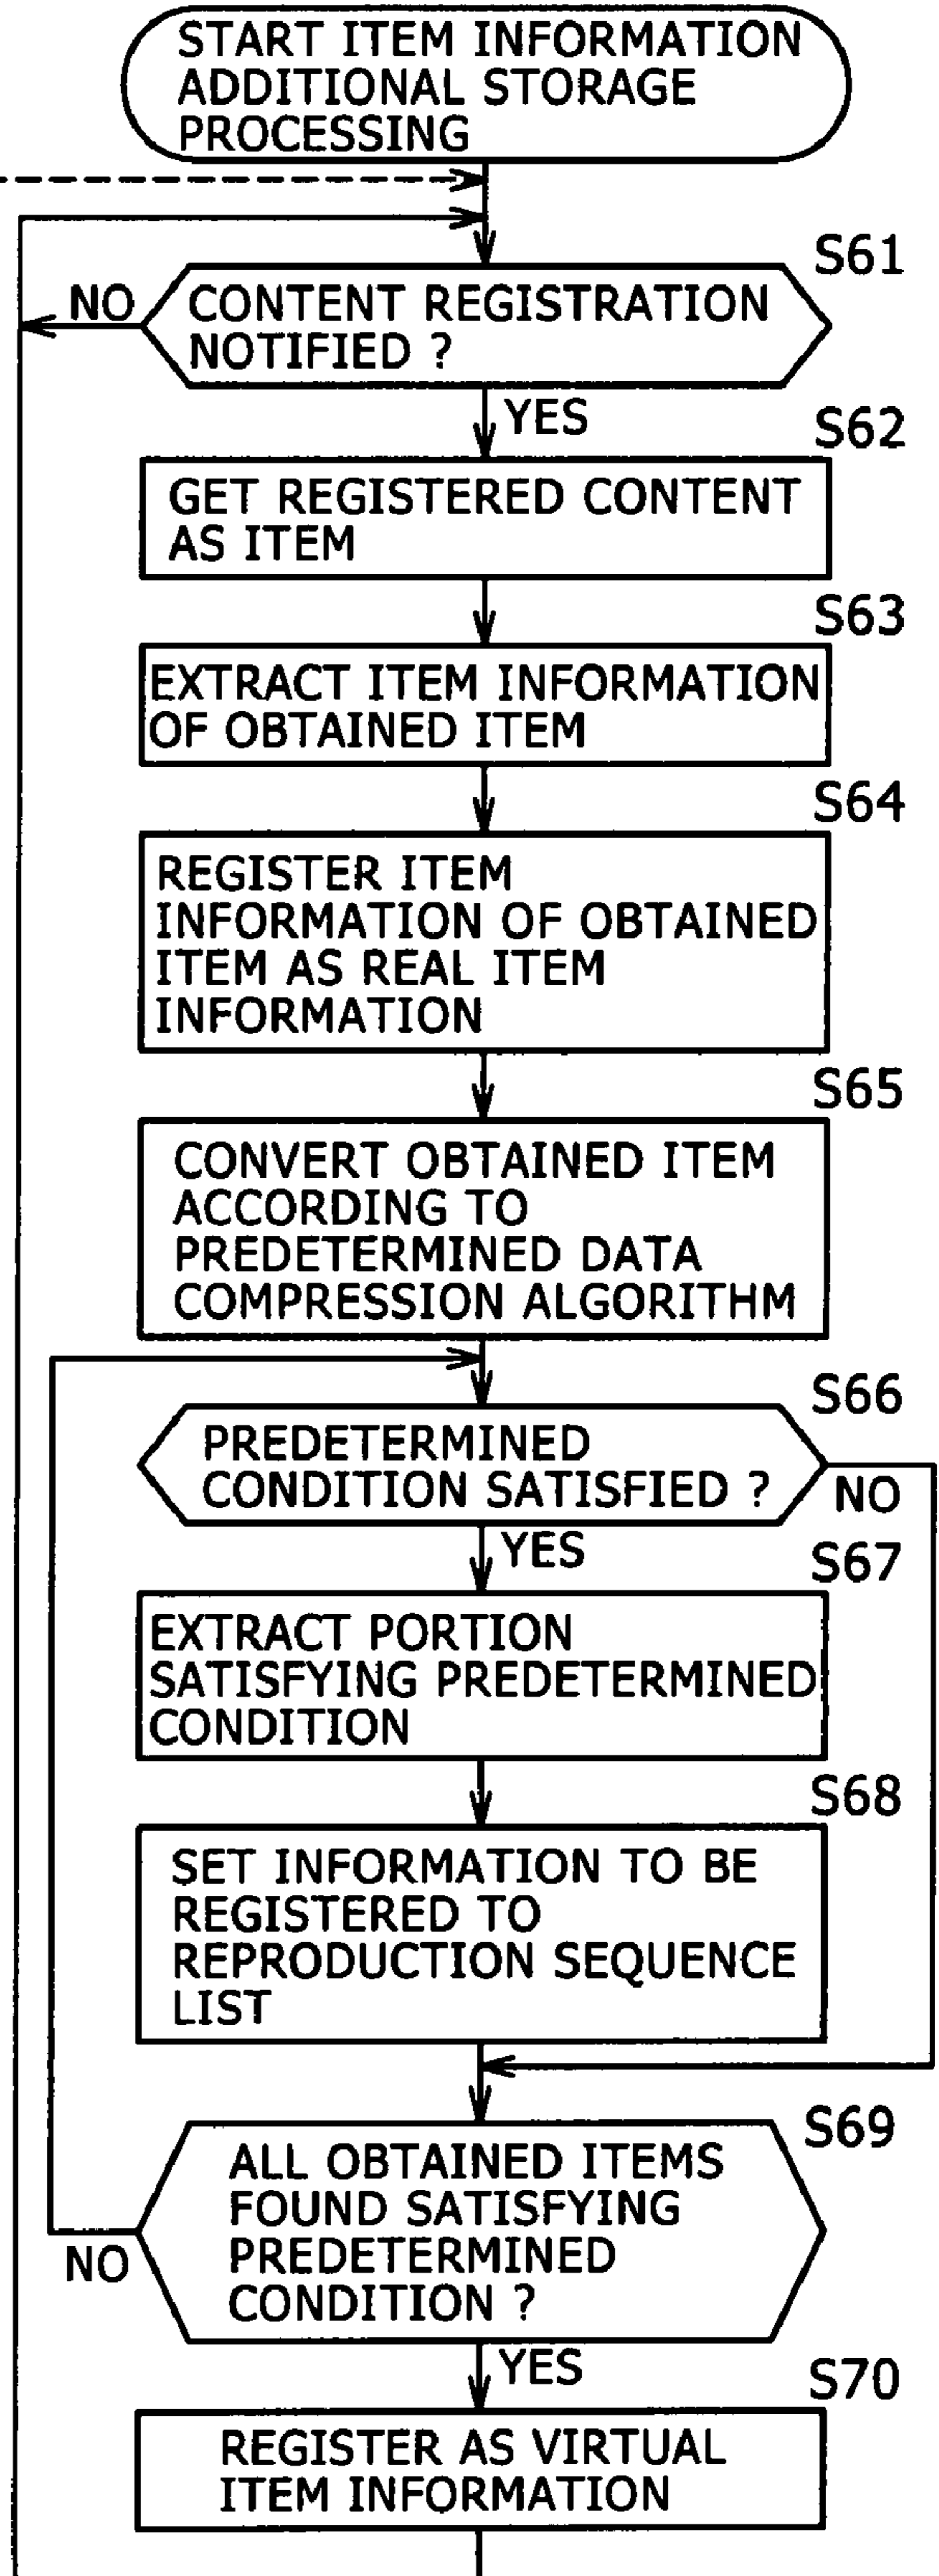 START ITEM INFORMATION
ADDITIONAL STORAGE
PROCESSING
S61
NO
CONTENT REGISTRATION
NOTIFIED ?
YES
S62
GET REGISTERED CONTENT
AS ITEM
S63
EXTRACT ITEM INFORMATION
OF OBTAINED ITEM
S64
REGISTER ITEM
INFORMATION OF OBTAINED
ITEM AS REAL ITEM
INFORMATION
S65
CONVERT OBTAINED ITEM
ACCORDING TO
PREDETERMINED DATA
COMPRESSION ALGORITHM
S66
PREDETERMINED
CONDITION SATISFIED ?
NO
YES
S67
EXTRACT PORTION
SATISFYING PREDETERMINED
CONDITION
S68
SET INFORMATION TO BE
REGISTERED TO
REPRODUCTION SEQUENCE
LIST
S69
ALL OBTAINED ITEMS
FOUND SATISFYING
PREDETERMINED
CONDITION ?
NO
YES
S70
REGISTER AS VIRTUAL
ITEM INFORMATION